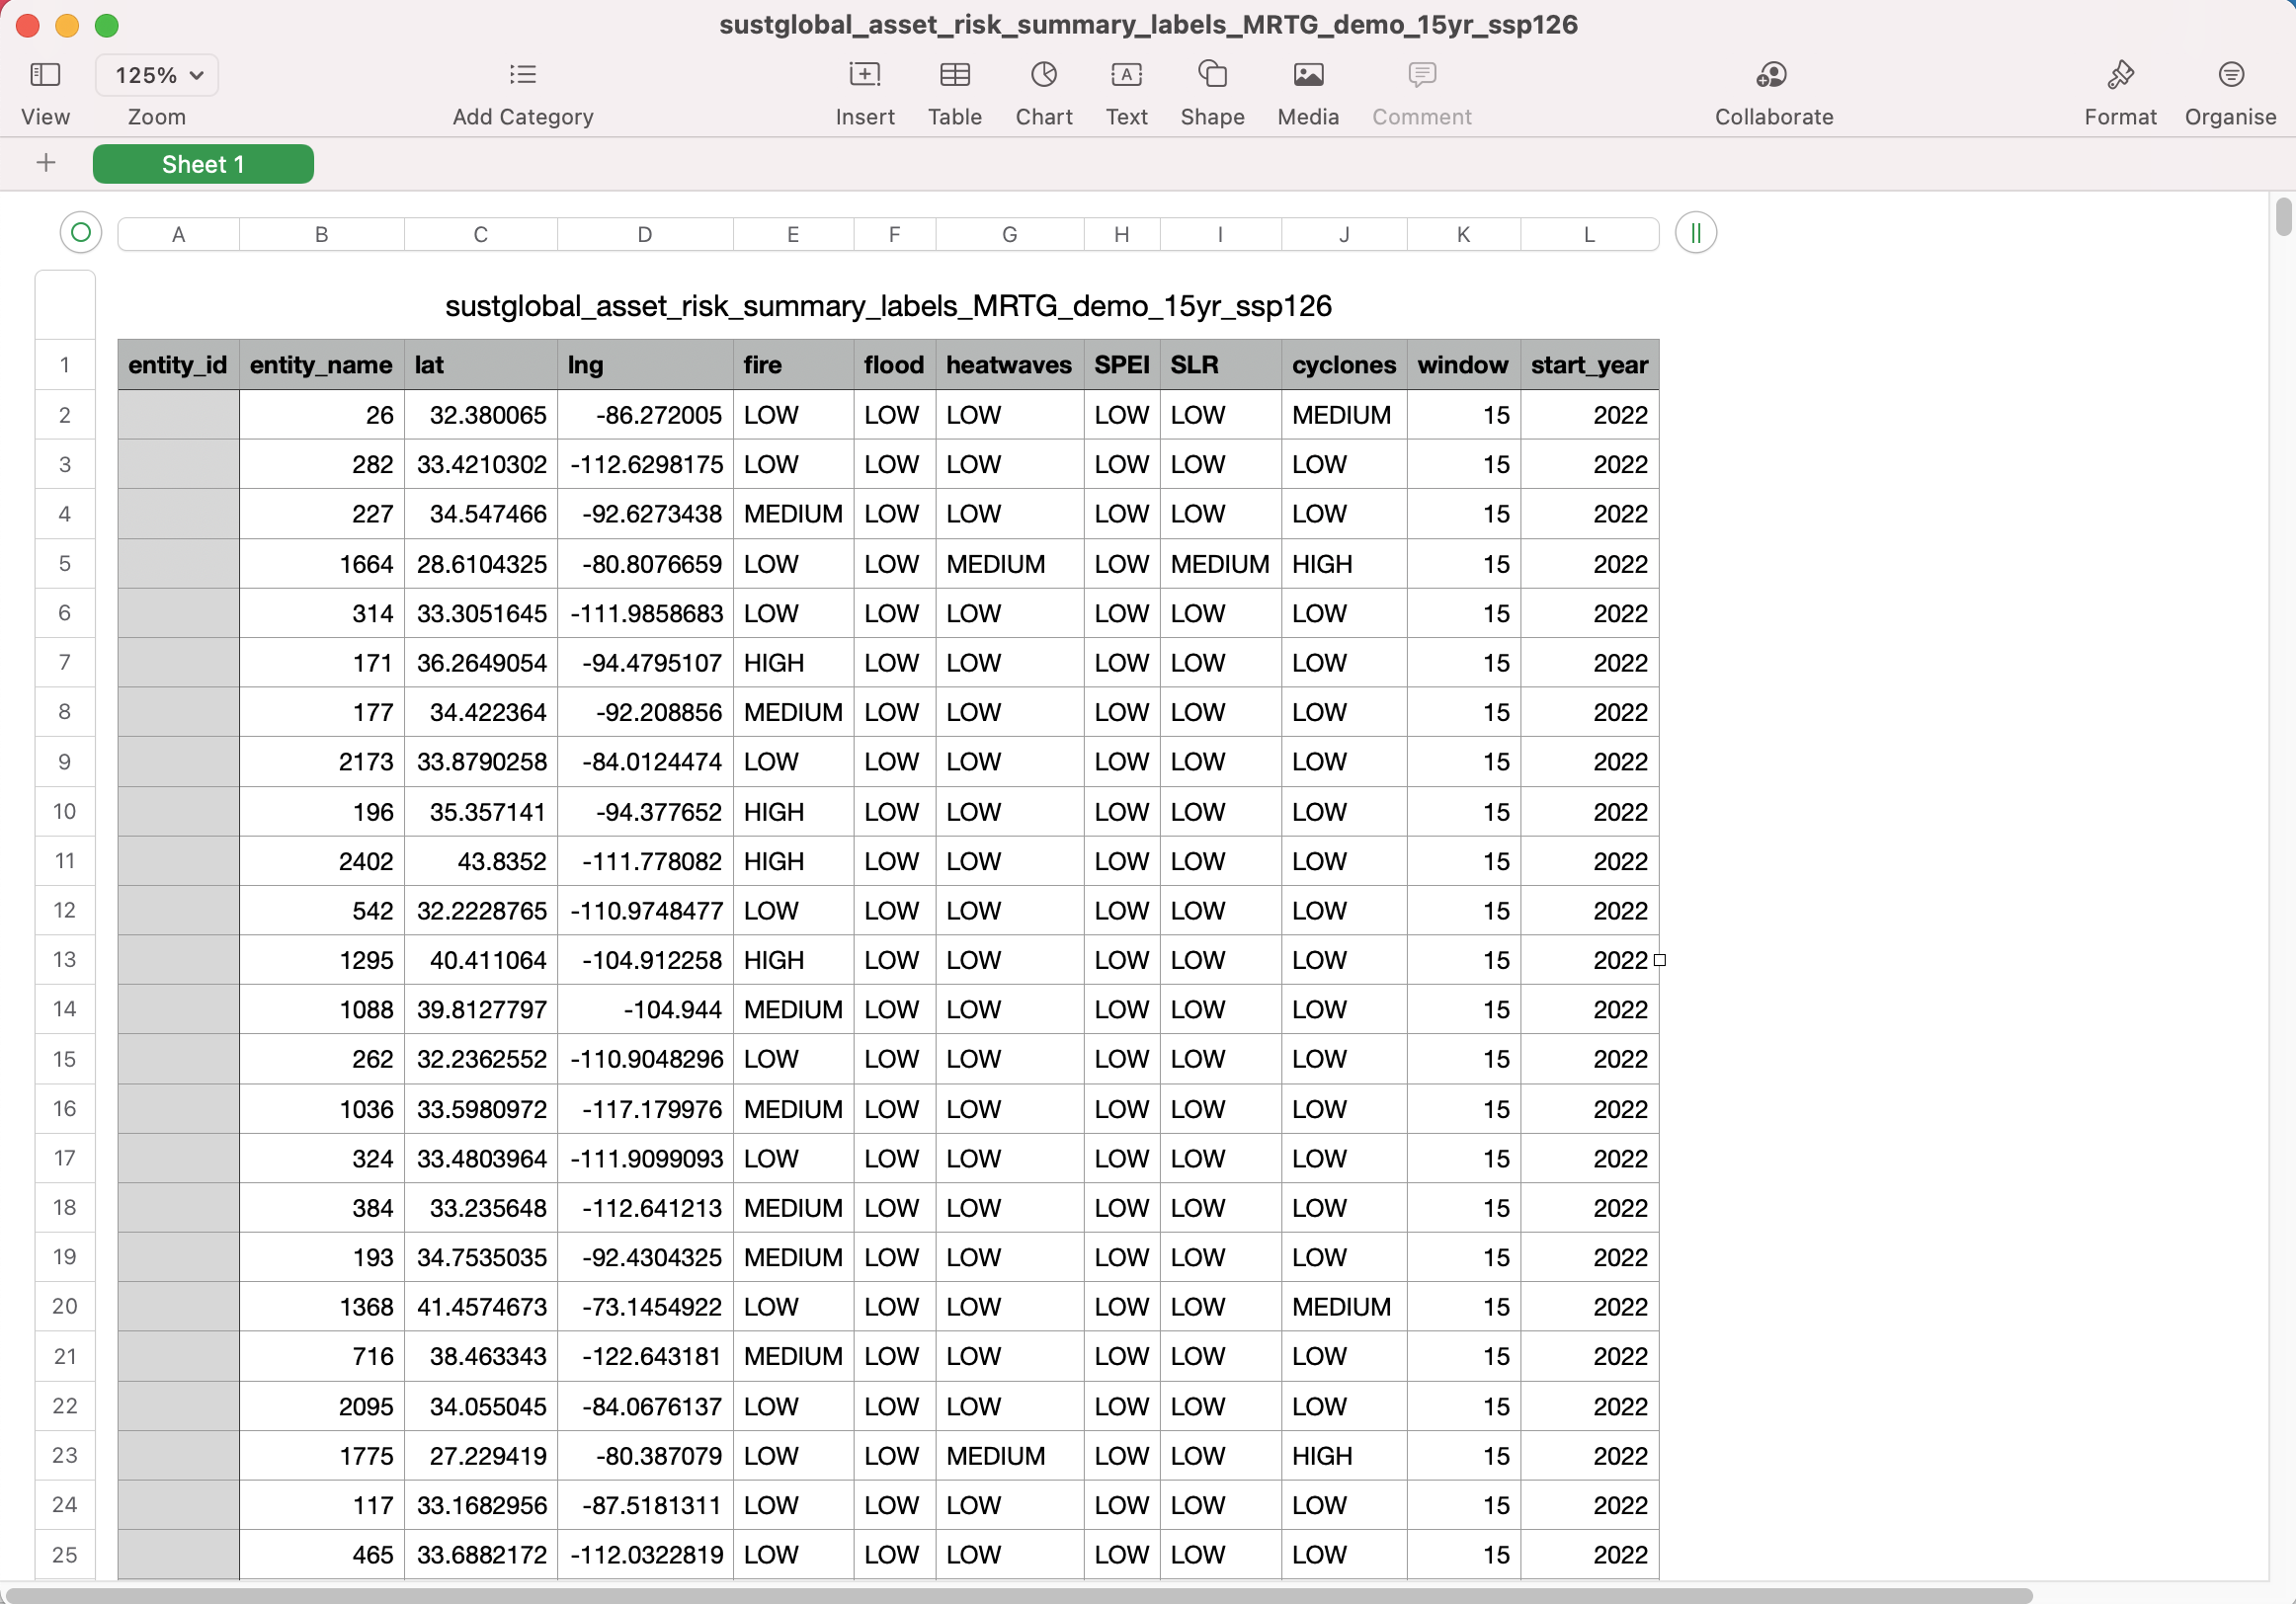 sustglobal_asset_risk_summary_labels_MRTG_demo_15yr_ssp126
125%
View Zoom Add Category Insert Table Chart Text Shape Media Comment Collaborate Format Organise
+ Sheet 1
A B C D E F G H I J K L
sustglobal_asset_risk_summary_labels_MRTG_demo_15yr_ssp126
1 entity_id entity_name lat lng fire flood heatwaves SPEI SLR cyclones window start_year
2 26 32.380065 -86.272005 LOW LOW LOW LOW LOW MEDIUM 15 2022
3 282 33.4210302 -112.6298175 LOW LOW LOW LOW LOW LOW 15 2022
4 227 34.547466 -92.6273438 MEDIUM LOW LOW LOW LOW LOW 15 2022
5 1664 28.6104325 -80.8076659 LOW LOW MEDIUM LOW MEDIUM HIGH 15 2022
6 314 33.3051645 -111.9858683 LOW LOW LOW LOW LOW LOW 15 2022
7 171 36.2649054 -94.4795107 HIGH LOW LOW LOW LOW LOW 15 2022
8 177 34.422364 -92.208856 MEDIUM LOW LOW LOW LOW LOW 15 2022
9 2173 33.8790258 -84.0124474 LOW LOW LOW LOW LOW LOW 15 2022
10 196 35.357141 -94.377652 HIGH LOW LOW LOW LOW LOW 15 2022
11 2402 43.8352 -111.778082 HIGH LOW LOW LOW LOW LOW 15 2022
12 542 32.2228765 -110.9748477 LOW LOW LOW LOW LOW LOW 15 2022
13 1295 40.411064 -104.912258 HIGH LOW LOW LOW LOW LOW 15 2022
14 1088 39.8127797 -104.944 MEDIUM LOW LOW LOW LOW LOW 15 2022
15 262 32.2362552 -110.9048296 LOW LOW LOW LOW LOW LOW 15 2022
16 1036 33.5980972 -117.179976 MEDIUM LOW LOW LOW LOW LOW 15 2022
17 324 33.4803964 -111.9099093 LOW LOW LOW LOW LOW LOW 15 2022
18 384 33.235648 -112.641213 MEDIUM LOW LOW LOW LOW LOW 15 2022
19 193 34.7535035 -92.4304325 MEDIUM LOW LOW LOW LOW LOW 15 2022
20 1368 41.4574673 -73.1454922 LOW LOW LOW LOW LOW MEDIUM 15 2022
21 716 38.463343 -122.643181 MEDIUM LOW LOW LOW LOW LOW 15 2022
22 2095 34.055045 -84.0676137 LOW LOW LOW LOW LOW LOW 15 2022
23 1775 27.229419 -80.387079 LOW LOW MEDIUM LOW LOW HIGH 15 2022
24 117 33.1682956 -87.5181311 LOW LOW LOW LOW LOW LOW 15 2022
25 465 33.6882172 -112.0322819 LOW LOW LOW LOW LOW LOW 15 2022